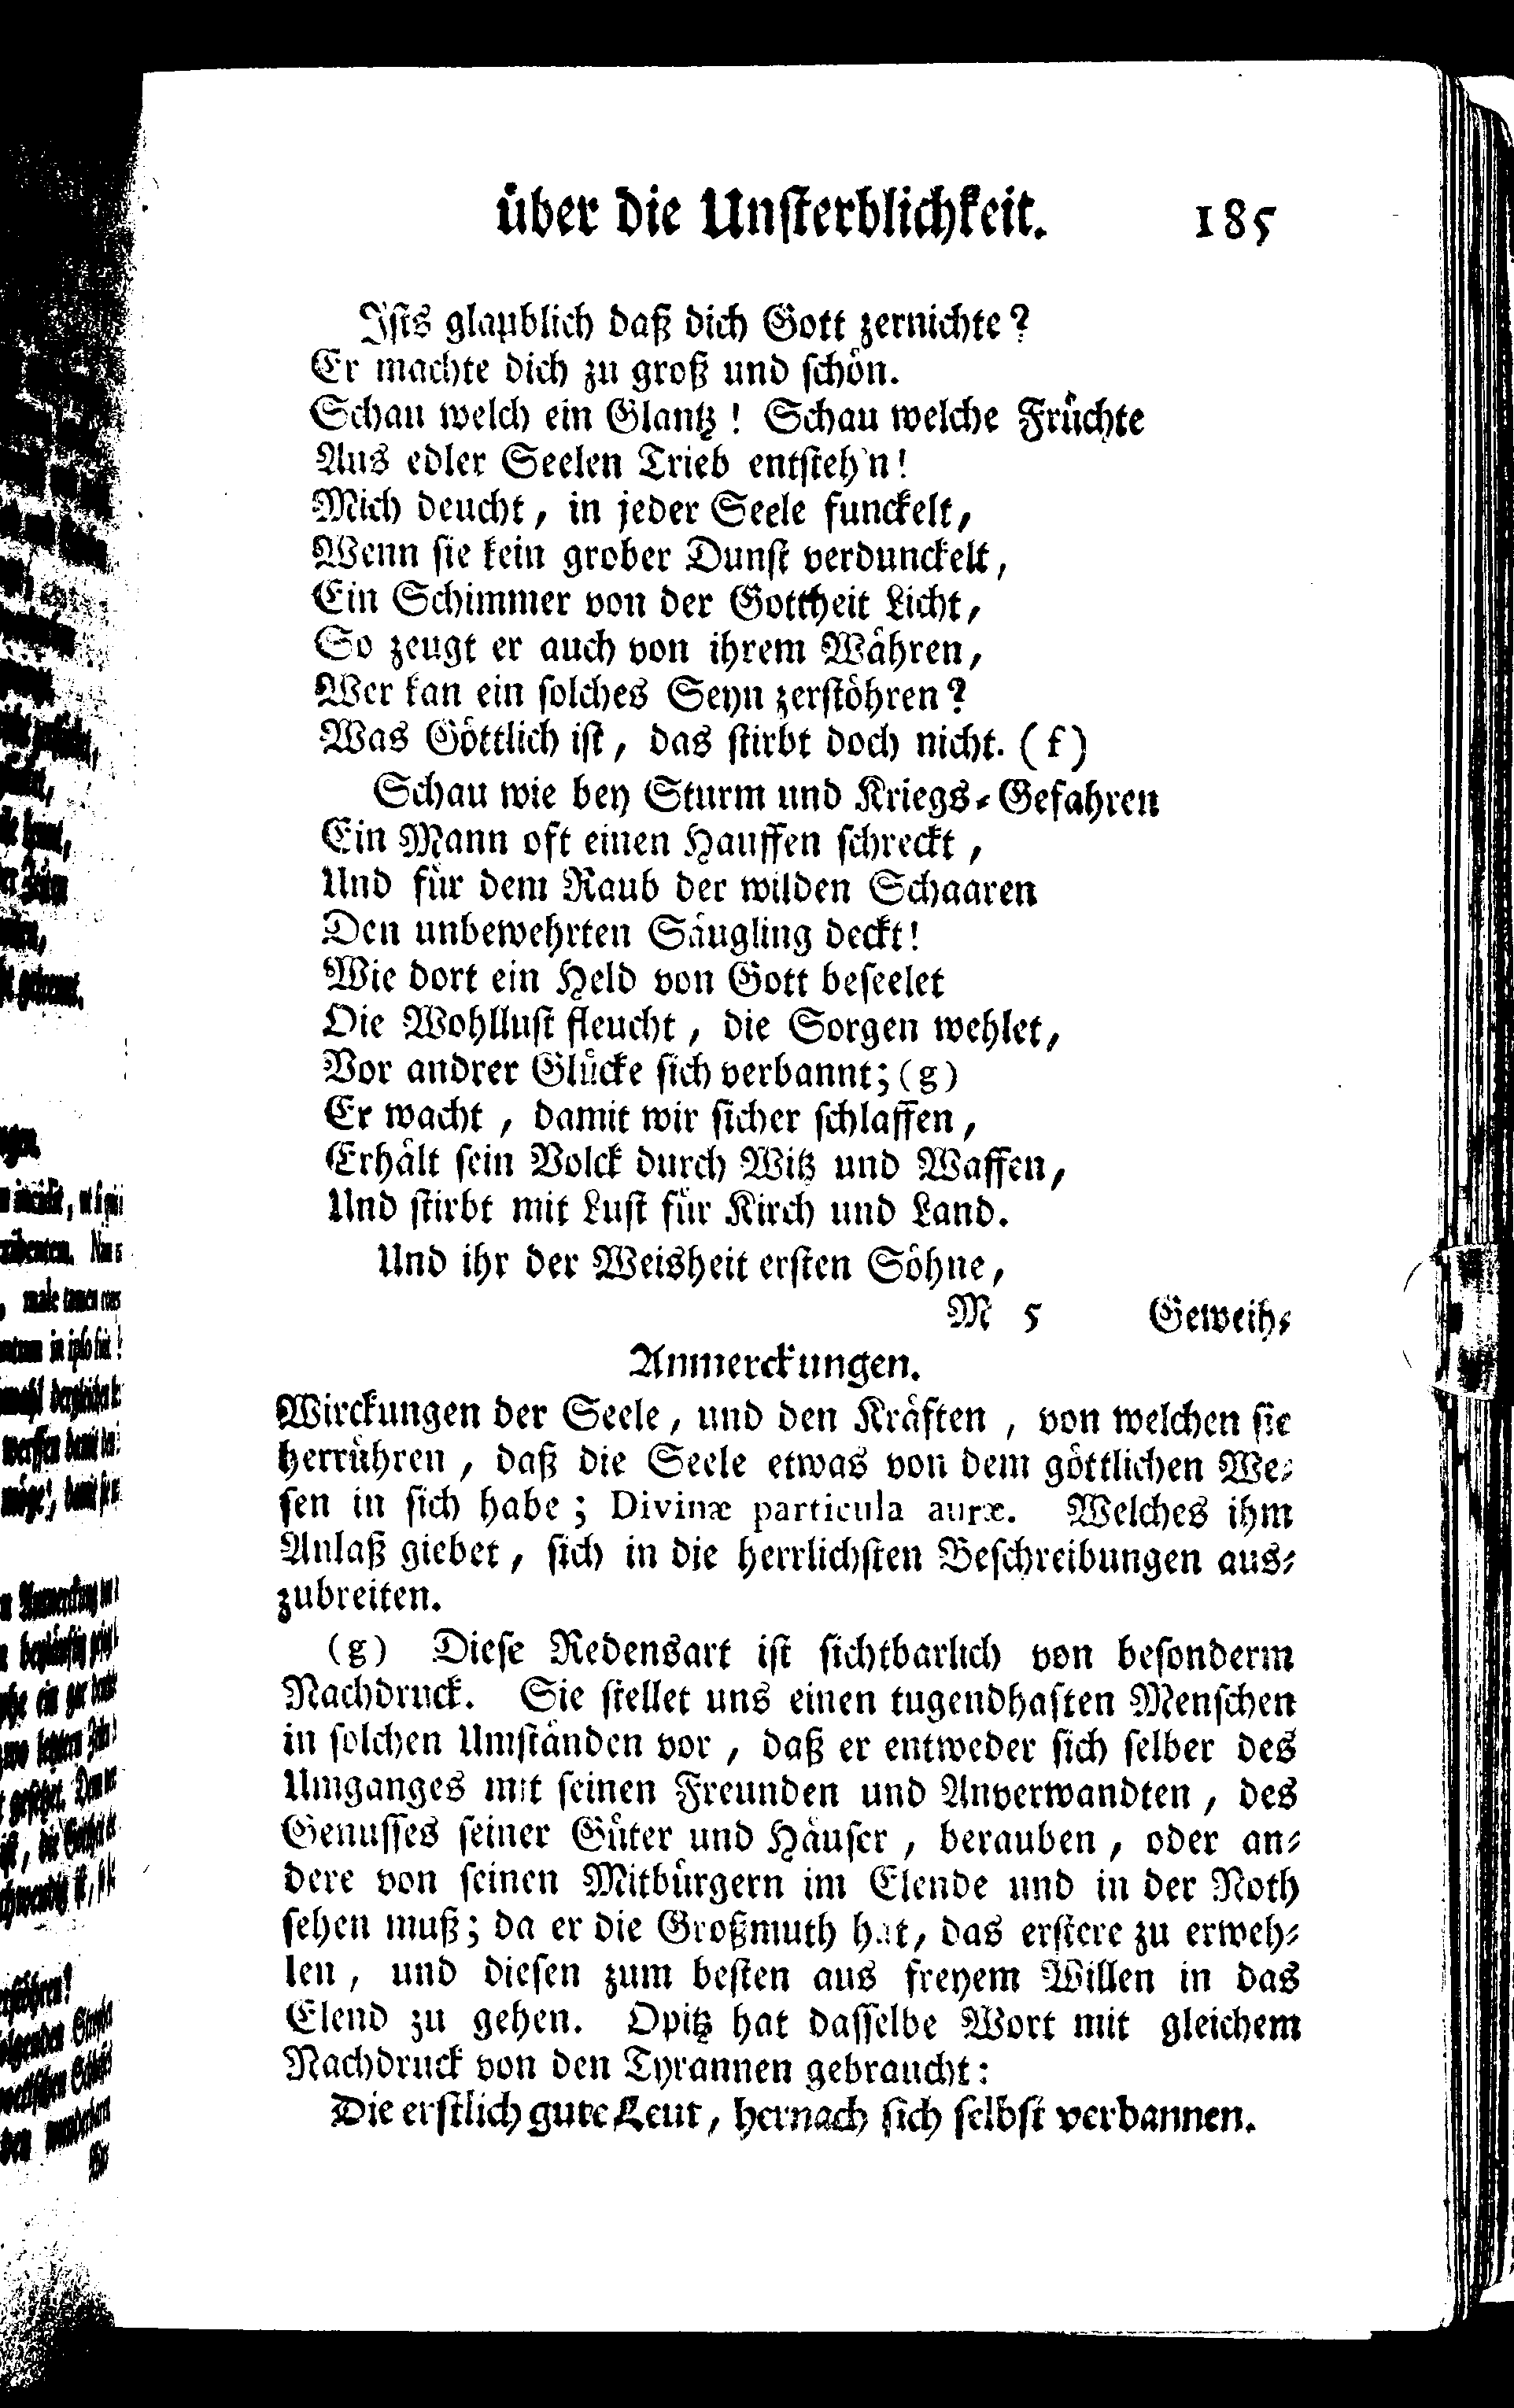 über die Unsterblichkeit. 185
Ists glaublich daß dich Gott zernichte?
Er machte dich zu groß und schön.
Schau welch ein Glantz! Schau welche Früchte
Aus edler Seelen Trieb entsteh'n!
Mich deucht, in jeder Seele funckelt,
Wenn sie kein grober Dunst verdunckelt,
Ein Schimmer von der Gottheit Licht,
So zeugt er auch von ihrem Währen,
Wer kan ein solches Seyn zerstöhren?
Was Göttlich ist, das stirbt doch nicht. (f)
Schau wie bey Sturm und Kriegs-Gefahren
Ein Mann oft einen Hauffen schreckt,
Und für dem Raub der wilden Schaaren
Den unbewehrten Säugling deckt!
Wie dort ein Held von Gott beseelet
Die Wohllust fleucht, die Sorgen wehlet,
Vor andrer Glücke sich verbannt; (g)
Er wacht, damit wir sicher schlaffen,
Erhält sein Volck durch Witz und Waffen,
Und stirbt mit Lust für Kirch und Land.
Und ihr der Weisheit ersten Söhne,
M 5 Geweih-
Anmerckungen.
Wirckungen der Seele, und den Kräften, von welchen sie
herrühren, daß die Seele etwas von dem göttlichen We-
sen in sich habe; Divinæ particula auræ. Welches ihm
Anlaß giebet, sich in die herrlichsten Beschreibungen aus-
zubreiten.
(g) Diese Redensart ist sichtbarlich von besonderm
Nachdruck. Sie stellet uns einen tugendhaften Menschen
in solchen Umständen vor, daß er entweder sich selber des
Umganges mit seinen Freunden und Anverwandten, des
Genusses seiner Güter und Häuser, berauben, oder an-
dere von seinen Mitbürgern im Elende und in der Noth
sehen muß; da er die Großmuth hat, das erstere zu erweh-
len, und diesen zum besten aus freyem Willen in das
Elend zu gehen. Opitz hat dasselbe Wort mit gleichem
Nachdruck von den Tyrannen gebraucht:
Die erstlich gute Leut, hernach sich selbst verbannen.